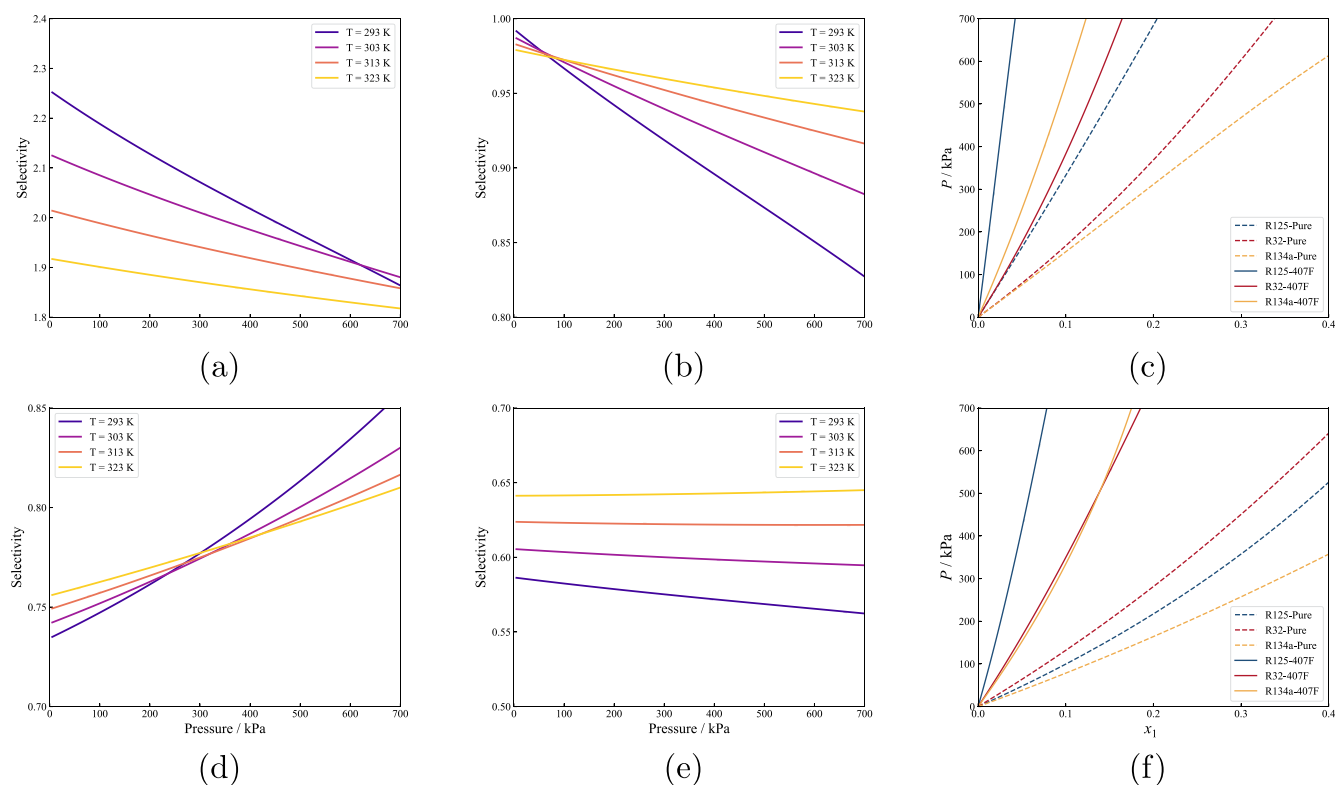 2.4
2.3
2.2
2.1
2.0
1.9
1.8
Selectivity
T = 293 K
T = 303 K
T = 313 K
T = 323 K
0 100 200 300 400 500 600 700
(a)
1.00
0.95
0.90
0.85
0.80
Selectivity
T = 293 K
T = 303 K
T = 313 K
T = 323 K
0 100 200 300 400 500 600 700
(b)
700
600
500
400
300
200
100
0
P / kPa
R125-Pure
R32-Pure
R134a-Pure
R125-407F
R32-407F
R134a-407F
0.0 0.1 0.2 0.3 0.4
(c)
0.85
0.80
0.75
0.70
Selectivity
T = 293 K
T = 303 K
T = 313 K
T = 323 K
0 100 200 300 400 500 600 700
Pressure / kPa
(d)
0.70
0.65
0.60
0.55
0.50
Selectivity
T = 293 K
T = 303 K
T = 313 K
T = 323 K
0 100 200 300 400 500 600 700
Pressure / kPa
(e)
700
600
500
400
300
200
100
0
P / kPa
R125-Pure
R32-Pure
R134a-Pure
R125-407F
R32-407F
R134a-407F
0.0 0.1 0.2 0.3 0.4
x₁
(f)